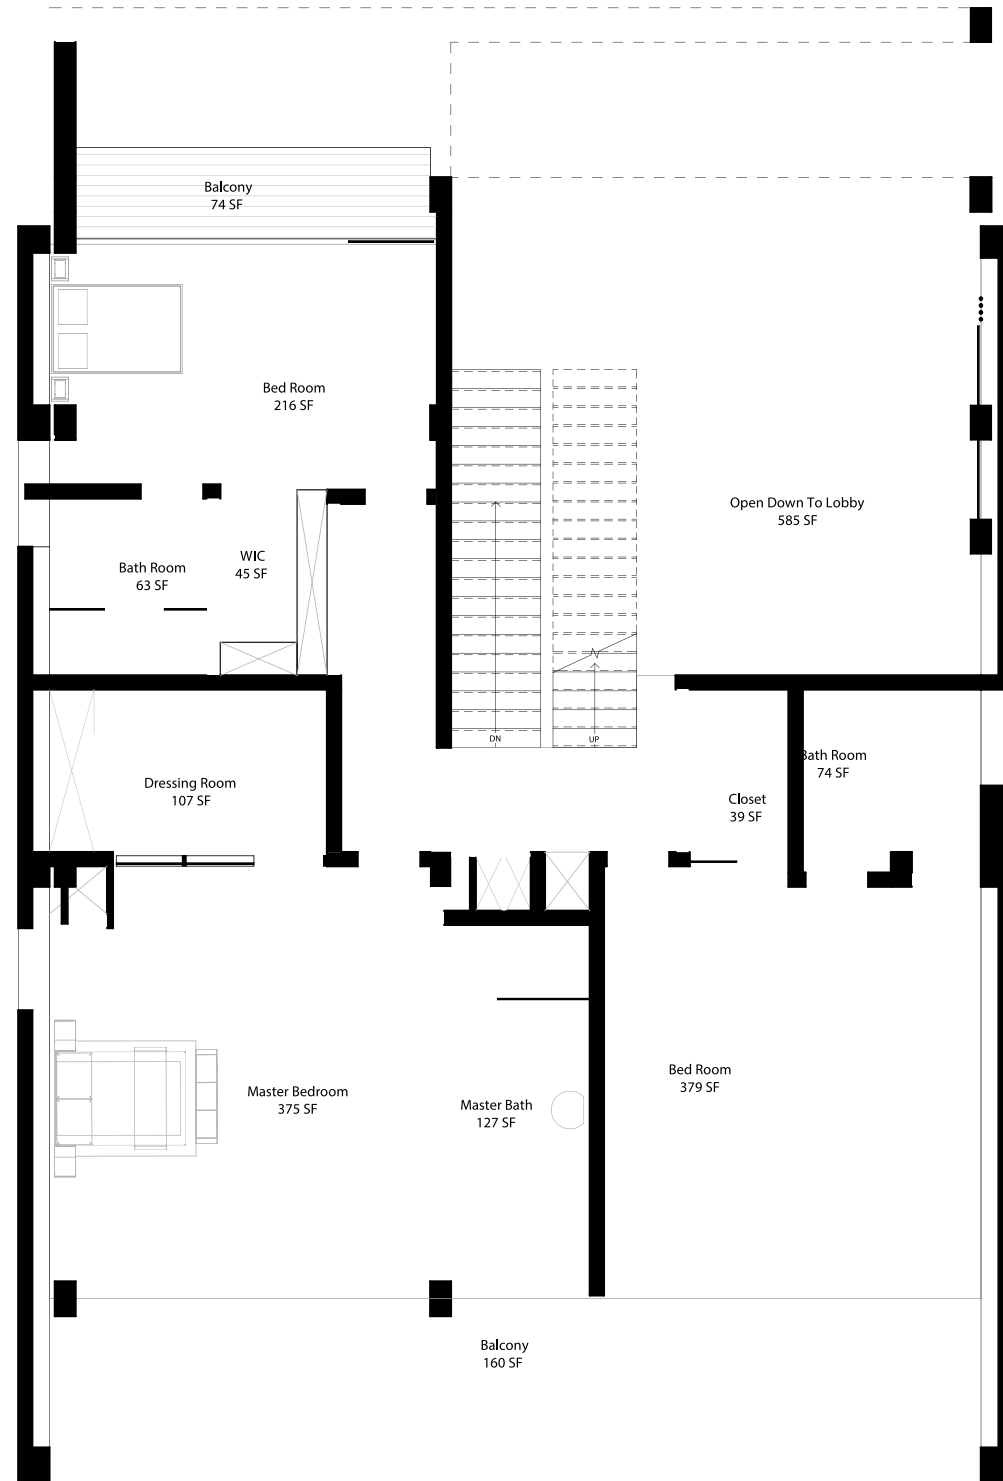 Balcony
74 SF
Bed Room
216 SF
Open Down To Lobby
585 SF
WIC
45 SF
Bath Room
63 SF
DN
UP
Dressing Room
107 SF
Bath Room
74 SF
Closet
39 SF
Master Bedroom
375 SF
Master Bath
127 SF
Bed Room
379 SF
Balcony
160 SF